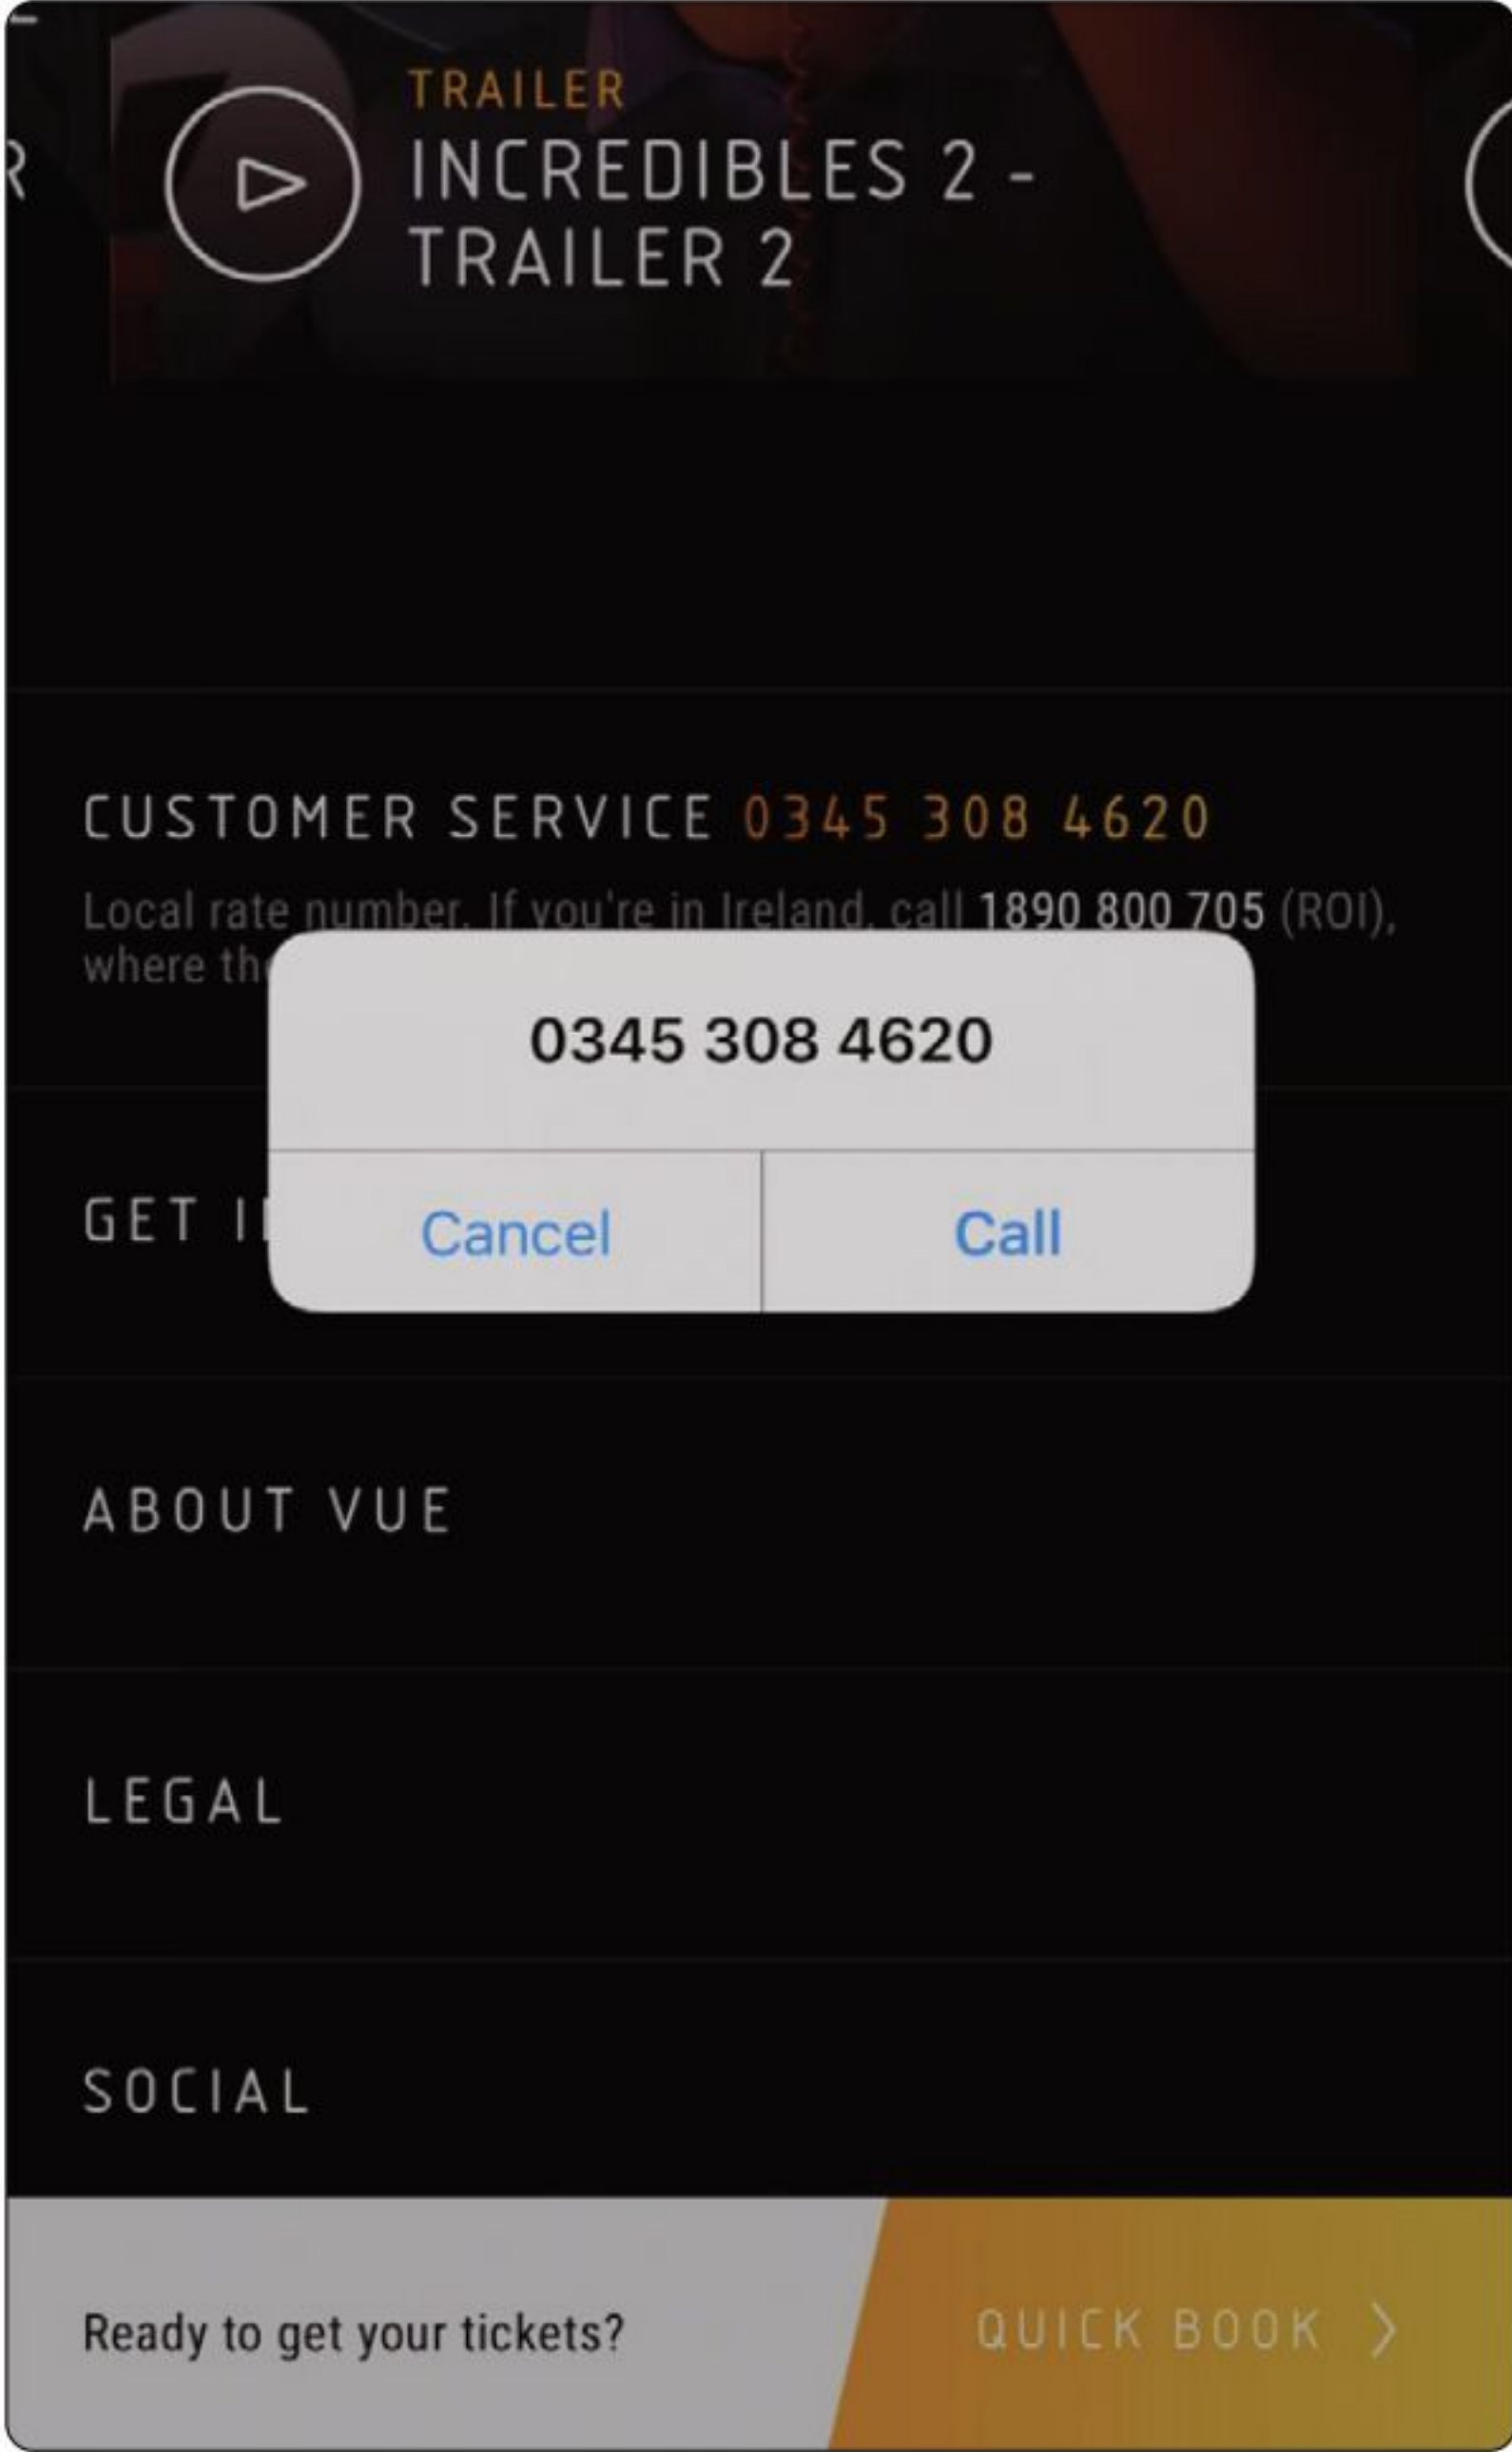 TRAILER
INCREDIBLES 2 -
TRAILER 2
CUSTOMER SERVICE 0345 308 4620
Local rate number. If you're in Ireland, call 1890 800 705 (ROI),
where
0345 308 4620
Cancel
Call
GET
ABOUT VUE
LEGAL
SOCIAL
Ready to get your tickets?
QUICK BOOK